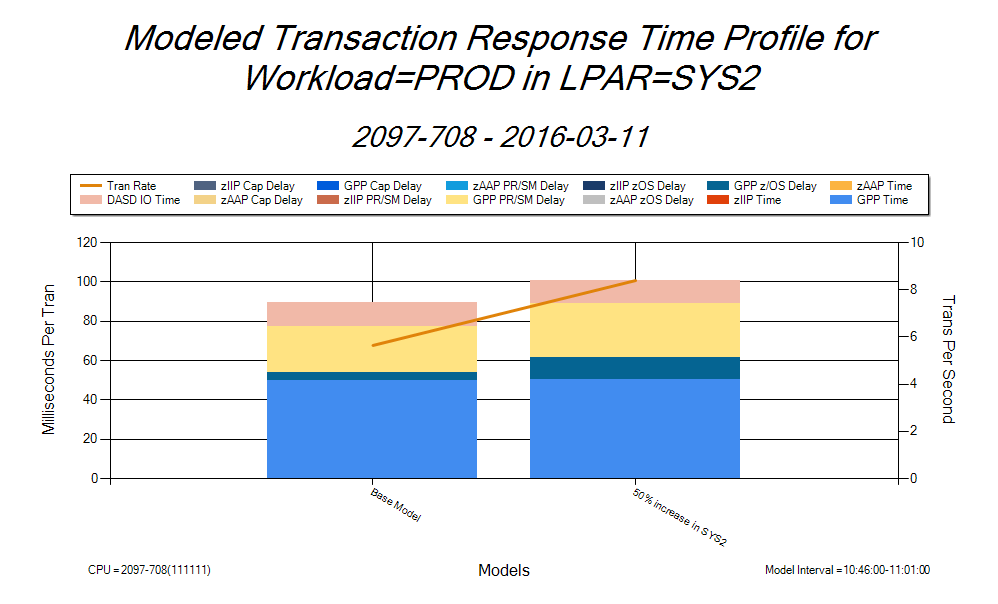 Modeled Transaction Response Time Profile for
Workload=PROD in LPAR=SYS2
2097-708 - 2016-03-11
Tran Rate zIIP Cap Delay GPP Cap Delay zAAP PR/SM Delay zIIP zOS Delay GPP z/OS Delay zAAP Time
DASD IO Time zAAP Cap Delay zIIP PR/SM Delay GPP PR/SM Delay zAAP zOS Delay zIIP Time GPP Time
Milliseconds Per Tran
120
100
80
60
40
20
0
10
8
6
4
2
0
Trans Per Second
Base Model
50% increase in SYS2
CPU = 2097-708(111111)
Models
Model Interval =10:46:00-11:01:00